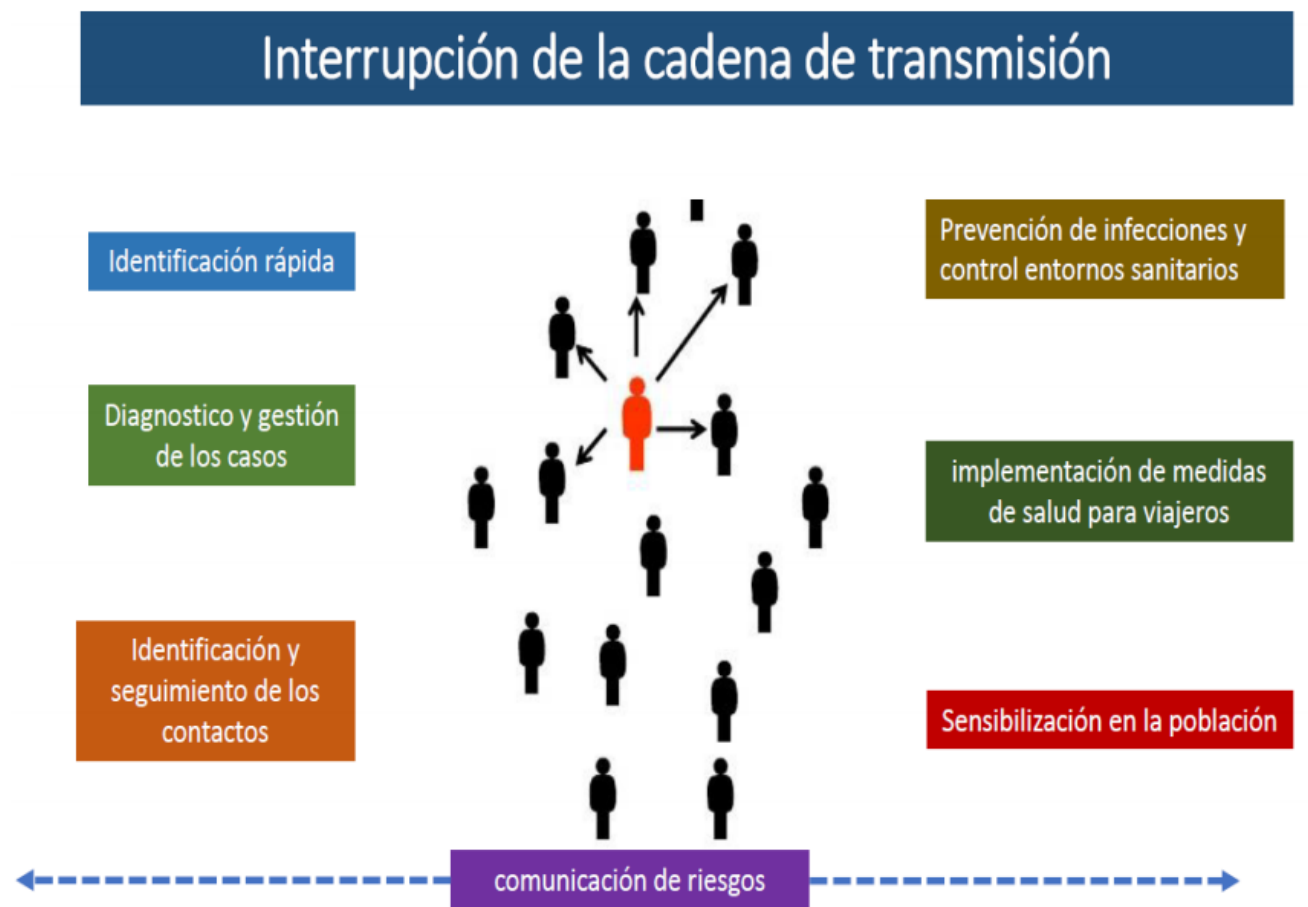 Interrupción de la cadena de transmisión
Identificación rápida
Diagnostico y gestión
de los casos
Identificación y
seguimiento de los
contactos
Prevención de infecciones y
control entornos sanitarios
implementación de medidas
de salud para viajeros
Sensibilización en la población
comunicación de riesgos